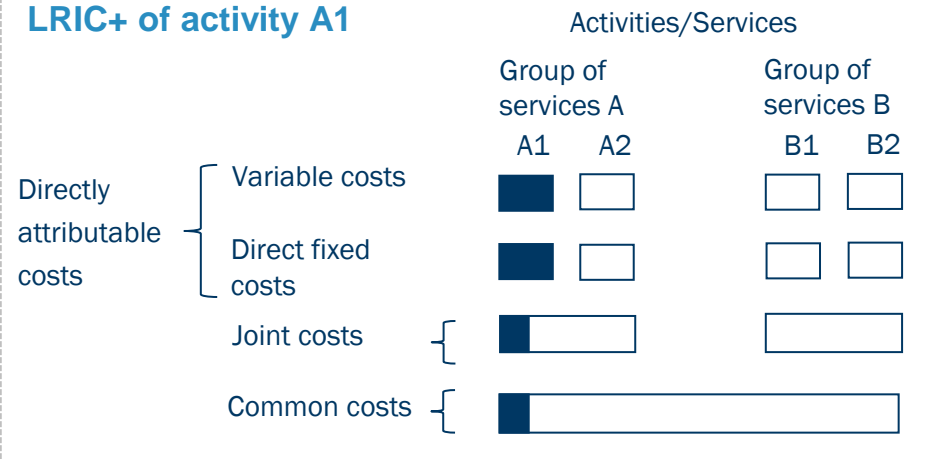 LRIC+ of activity A1
Activities/Services
Group of
services A
Group of
services B
A1 A2 B1 B2
Directly
attributable
costs
Variable costs
Direct fixed
costs
Joint costs
Common costs